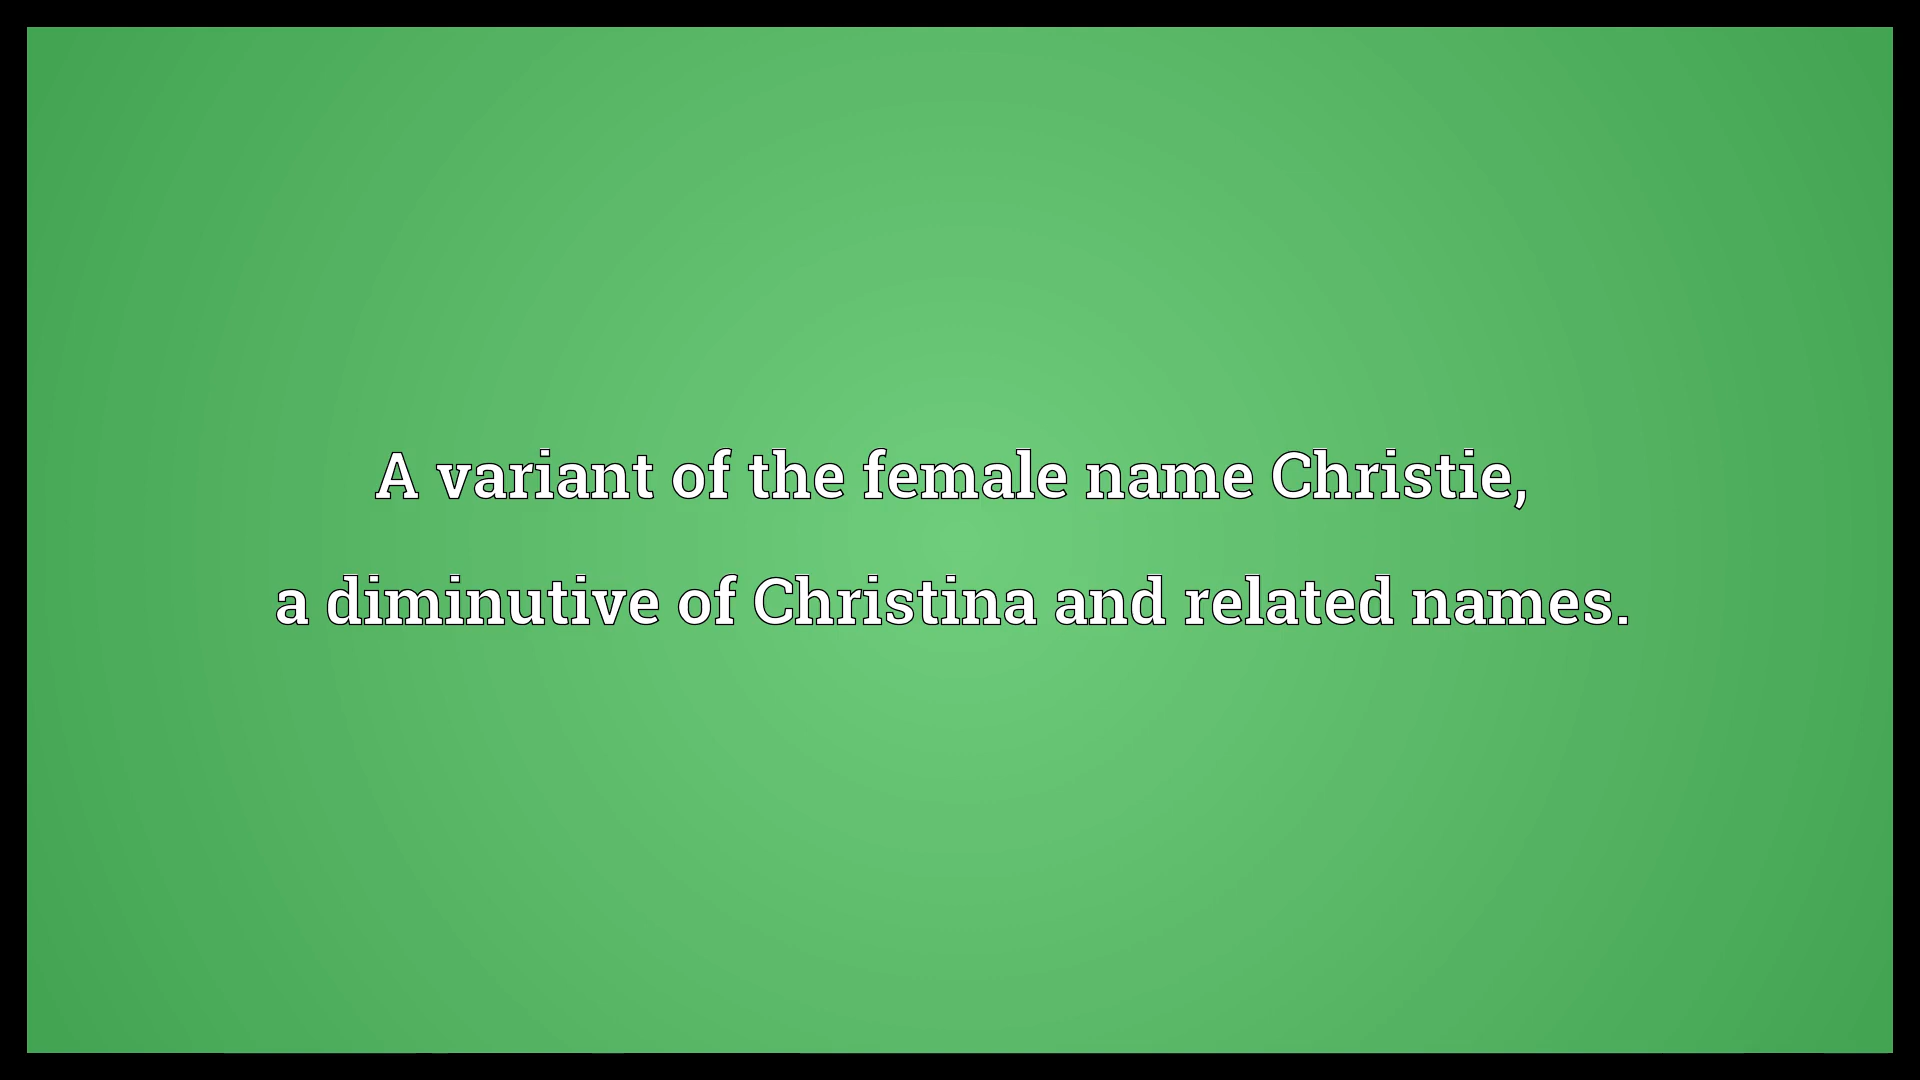 A variant of the female name Christie,
a diminutive of Christina and related names.